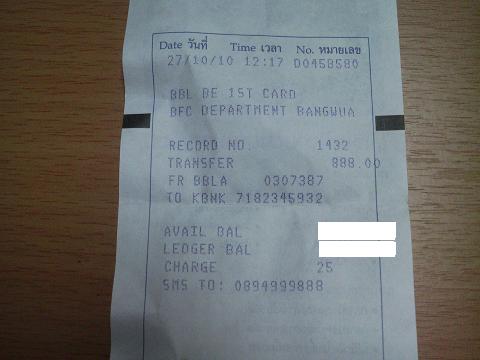 Date วันที่ Time เวลา No. หมายเลข
27/10/10 12:17 D0458580
BBL BE 1ST CARD
BFC DEPARTMENT BANGWUA
RECORD NO. 1432
TRANSFER 888.00
FR BBLA 0307387
TO KBNK 7182345932
AVAIL BAL
LEDGER BAL
CHARGE 25
SMS TO: 0894999888